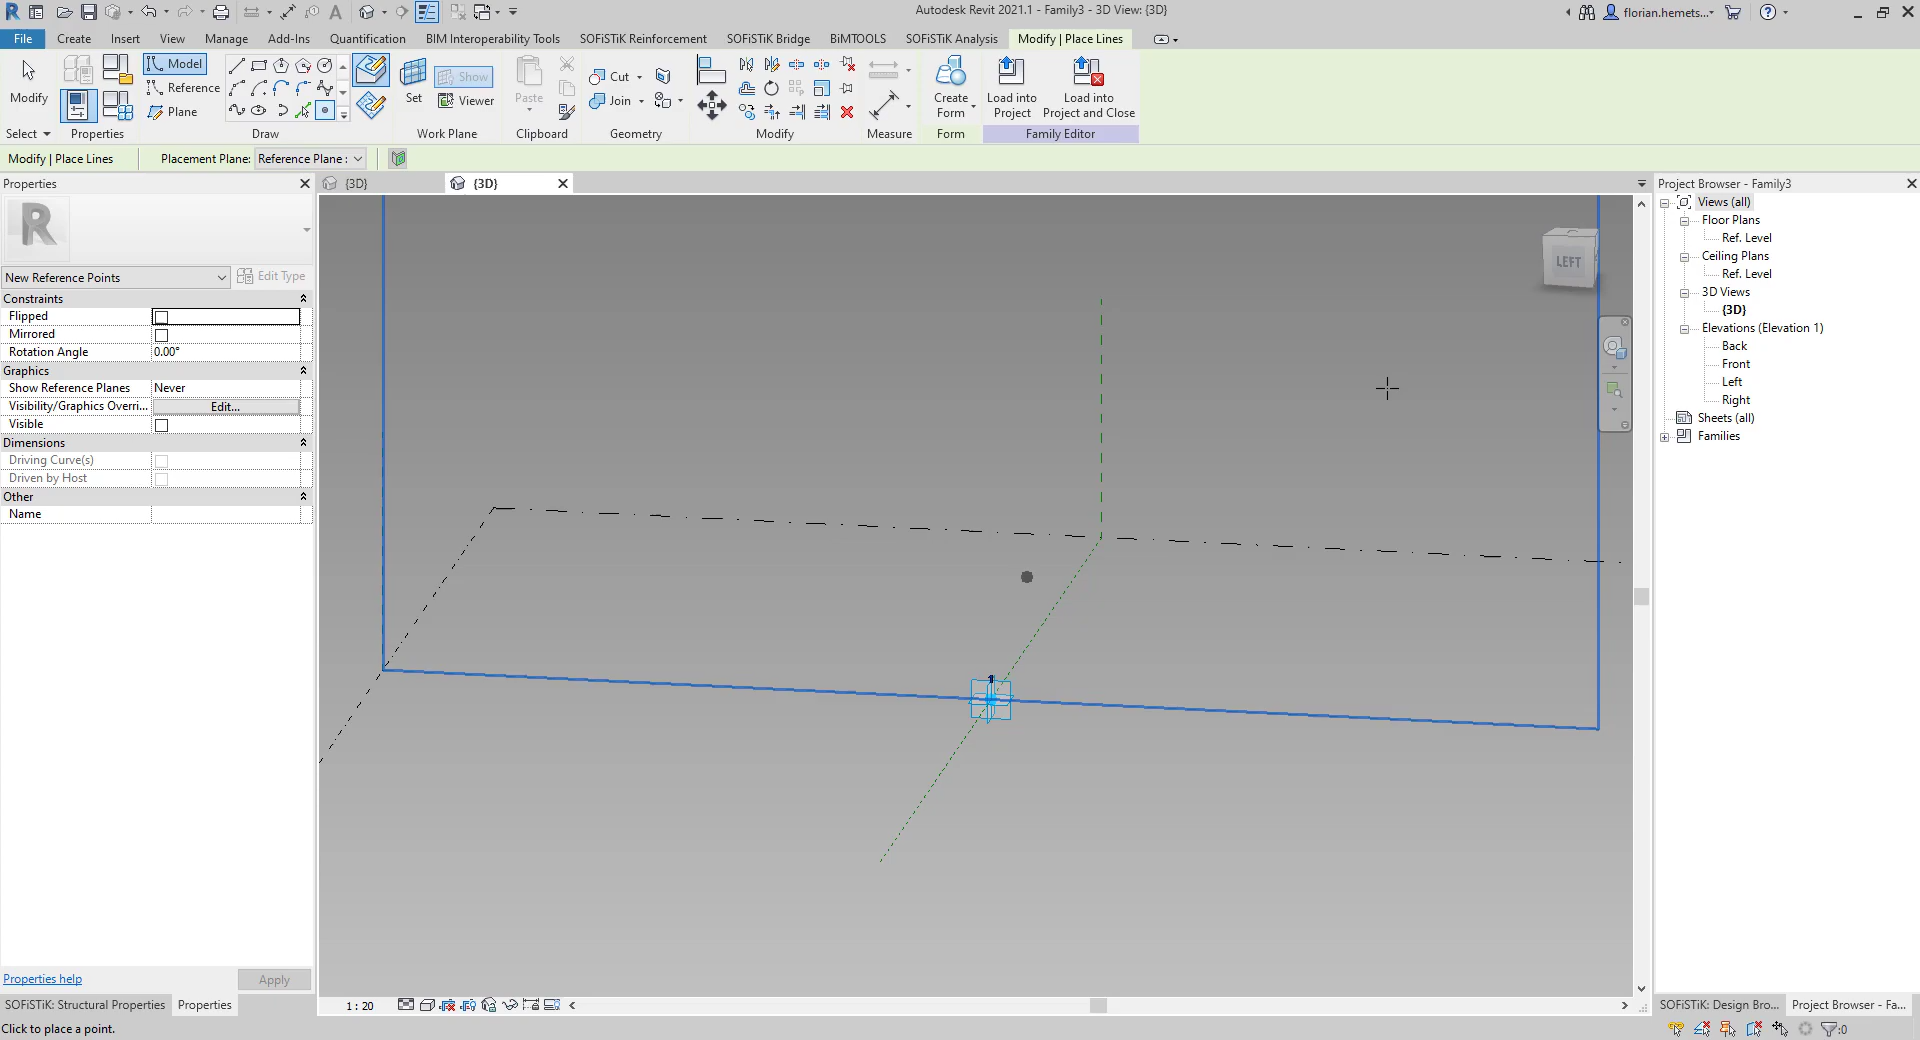 Autodesk Revit 2021.1 - Family3 - 3D View: {3D}
florian.hemets...
File Create Insert View Manage Add-Ins Quantification BIM Interoperability Tools SOFiSTiK Reinforcement SOFiSTiK Bridge BiMTOOLS SOFiSTiK Analysis Modify | Place Lines
Modify
Model
Reference
Plane
Set
Show
Viewer
Paste
Cut
Join
Create
Form
Load into
Project
Load into
Project and Close
Select Properties Draw Work Plane Clipboard Geometry Modify Measure Form Family Editor
Modify | Place Lines Placement Plane: Reference Plane :
Properties
{3D}
{3D}
Project Browser - Family3
New Reference Points
Edit Type
Constraints
Flipped
Mirrored
Rotation Angle 0.00°
Graphics
Show Reference Planes Never
Visibility/Graphics Overri... Edit...
Visible
Dimensions
Driving Curve(s)
Driven by Host
Other
Name
LEFT
1
Views (all)
Floor Plans
Ref. Level
Ceiling Plans
Ref. Level
3D Views
{3D}
Elevations (Elevation 1)
Back
Front
Left
Right
Sheets (all)
Families
Properties help
Apply
SOFiSTiK: Structural Properties Properties
1 : 20
SOFiSTiK: Design Bro... Project Browser - Fa...
Click to place a point.
:0